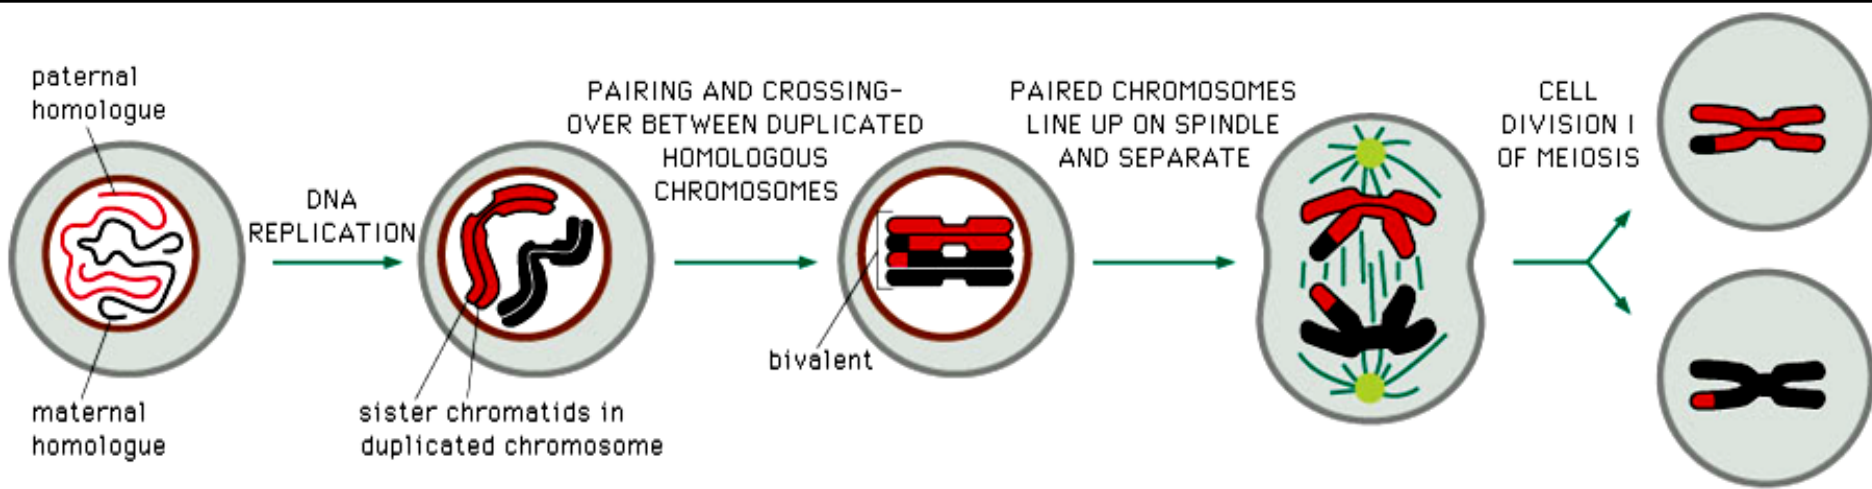 paternal
homologue
maternal
homologue
DNA
REPLICATION
sister chromatids in
duplicated chromosome
PAIRING AND CROSSING-
OVER BETWEEN DUPLICATED
HOMOLOGOUS
CHROMOSOMES
bivalent
PAIRED CHROMOSOMES
LINE UP ON SPINDLE
AND SEPARATE
CELL
DIVISION I
OF MEIOSIS